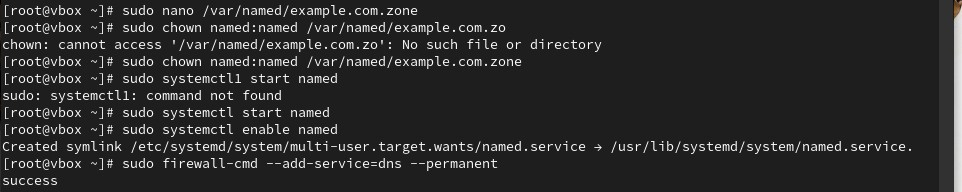 [root@vbox ~]# sudo nano /var/named/example.com.zone
[root@vbox ~]# sudo chown named:named /var/named/example.com.zo
chown: cannot access '/var/named/example.com.zo': No such file or directory
[root@vbox ~]# sudo chown named:named /var/named/example.com.zone
[root@vbox ~]# sudo systemctl1 start named
sudo: systemctl1: command not found
[root@vbox ~]# sudo systemctl start named
[root@vbox ~]# sudo systemctl enable named
Created symlink /etc/systemd/system/multi-user.target.wants/named.service → /usr/lib/systemd/system/named.service.
[root@vbox ~]# sudo firewall-cmd --add-service=dns --permanent
success